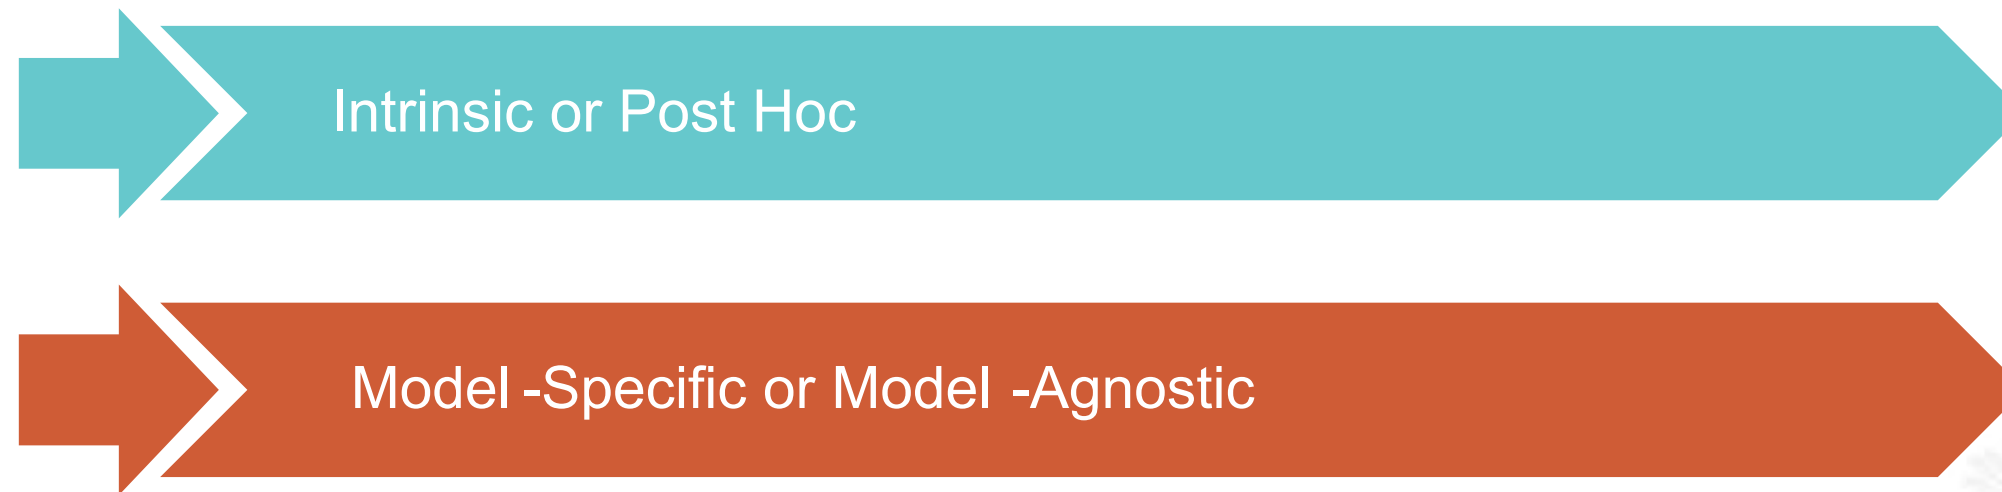 Intrinsic or Post Hoc
Model -Specific or Model -Agnostic